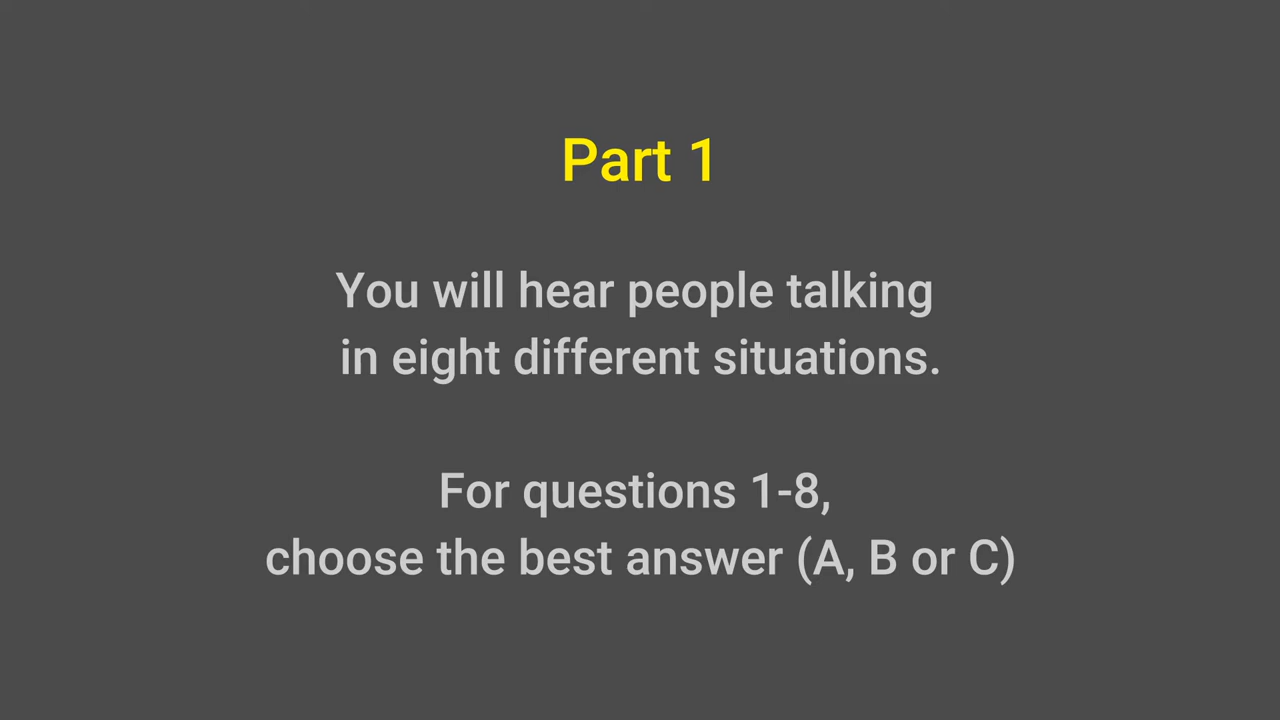 Part 1
You will hear people talking
in eight different situations.
For questions 1-8,
choose the best answer (A, B or C)